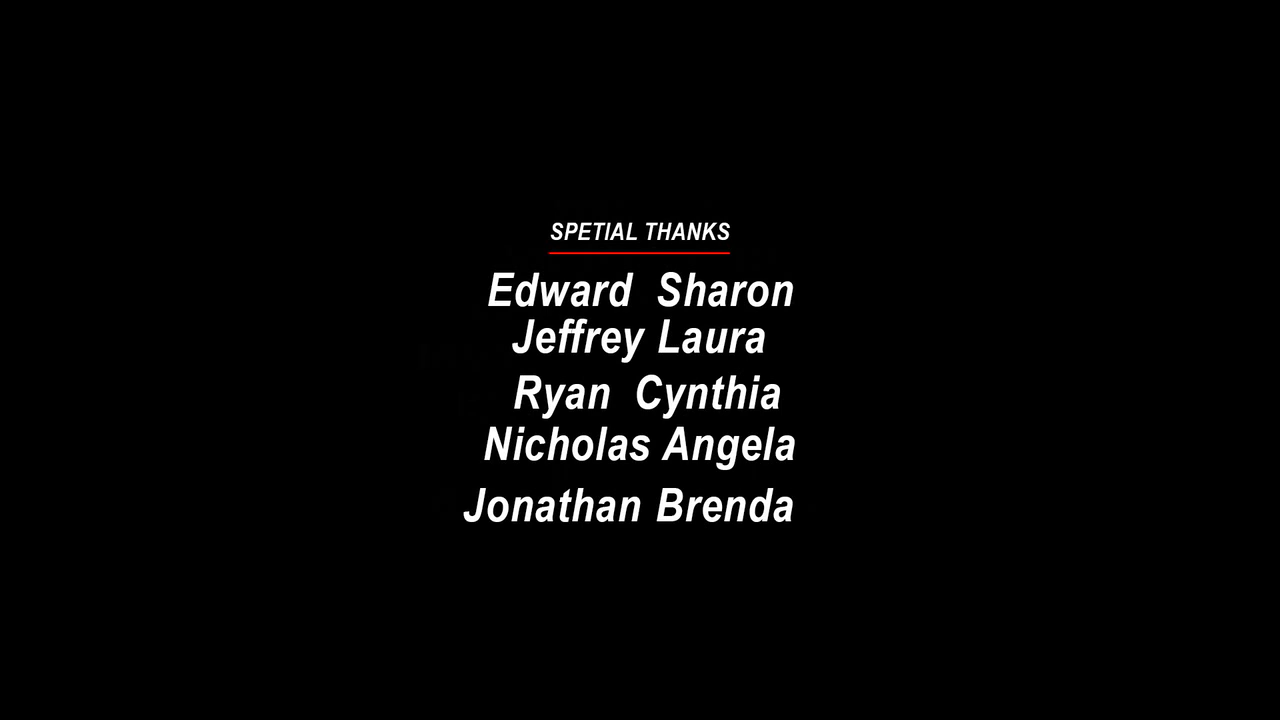 SPETIAL THANKS
Edward Sharon
Jeffrey Laura
Ryan Cynthia
Nicholas Angela
Jonathan Brenda